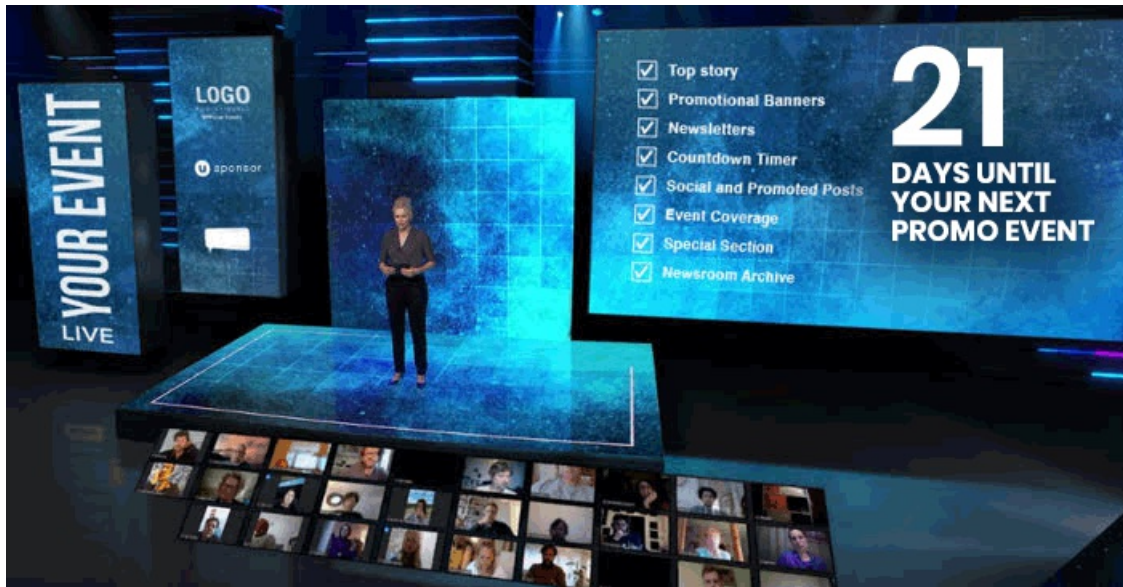 YOUR EVENT
LIVE
LOGO
u sponsor
Top story
Promotional Banners
Newsletters
Countdown Timer
Social and Promoted Posts
Event Coverage
Special Section
Newsroom Archive
21
DAYS UNTIL
YOUR NEXT
PROMO EVENT